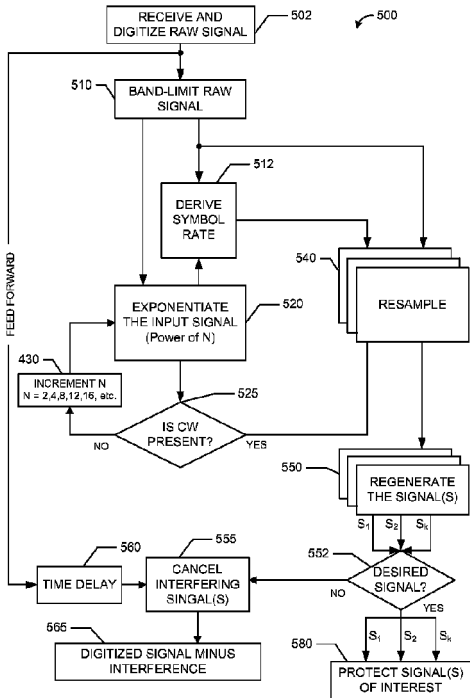 RECEIVE AND
DIGITIZE RAW SIGNAL
502
500
510
BAND-LIMIT RAW
SIGNAL
512
DERIVE
SYMBOL
RATE
540
RESAMPLE
FEED FORWARD
EXPONENTIATE
THE INPUT SIGNAL
(Power of N)
520
430
INCREMENT N
N = 2,4,8,12,16, etc.
525
IS CW
PRESENT?
NO
YES
550
REGENERATE
THE SIGNAL(S)
S1 S2 Sk
552
DESIRED
SIGNAL?
NO
YES
555
CANCEL
INTERFERING
SINGAL(S)
560
TIME DELAY
565
DIGITIZED SIGNAL MINUS
INTERFERENCE
S1 S2 Sk
580
PROTECT SIGNAL(S)
OF INTEREST